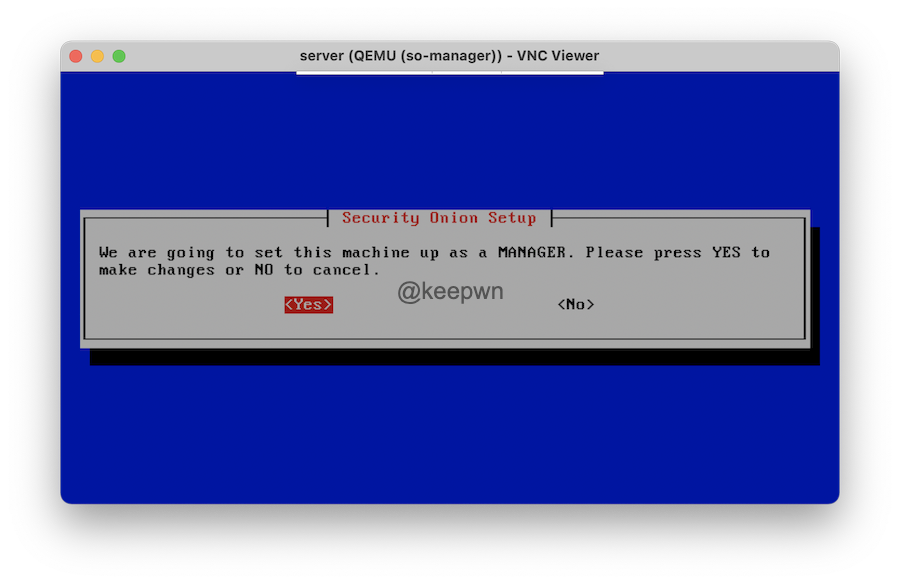 server (QEMU (so-manager)) - VNC Viewer
Security Onion Setup
We are going to set this machine up as a MANAGER. Please press YES to
make changes or NO to cancel.
@keepwn
<Yes> <No>